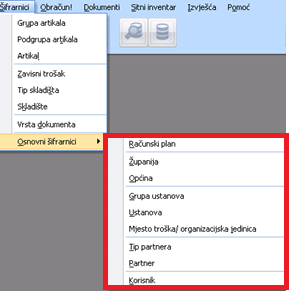 Šifrarnici Obračun! Dokumenti Sitni inventar Izvješća Pomoć
Grupa artikala
Podgrupa artikala
Artikal
Zavisni trošak
Tip skladišta
Skladište
Vrsta dokumenta
Osnovni šifrarnici
Računski plan
Županija
Općina
Grupa ustanova
Ustanova
Mjesto troška/ organizacijska jedinica
Tip partnera
Partner
Korisnik